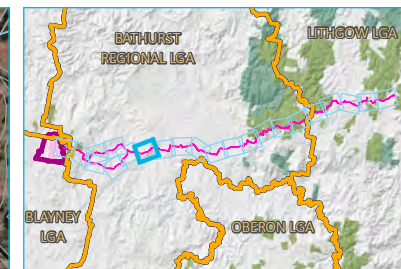 BATHURST
REGIONAL LGA
LITHGOW LGA
BLAYNEY
LGA
OBERON LGA